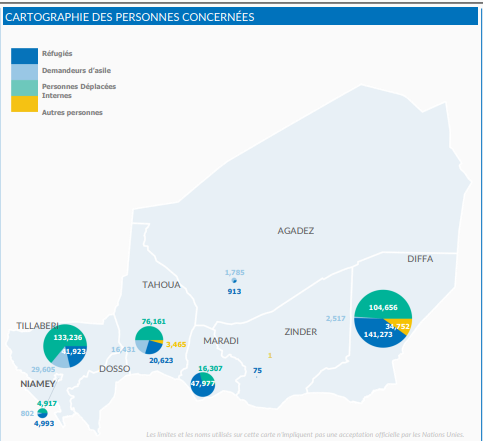 CARTOGRAPHIE DES PERSONNES CONCERNÉES
Réfugiés
Demandeurs d'asile
Personnes Déplacées
Internes
Autres personnes
AGADEZ
DIFFA
1,785
913
TAHOUA
104,656
2,517
34,752
141,273
76,161
TILLABERI
133,236
3,465
ZINDER
41,923
16,431
MARADI
20,623
1
29,605
DOSSO
16,307
75
NIAMEY
47,977
4,917
802
4,993
Les limites et les noms utilisés sur cette carte n'impliquent pas une acceptation officielle par les Nations Unies.